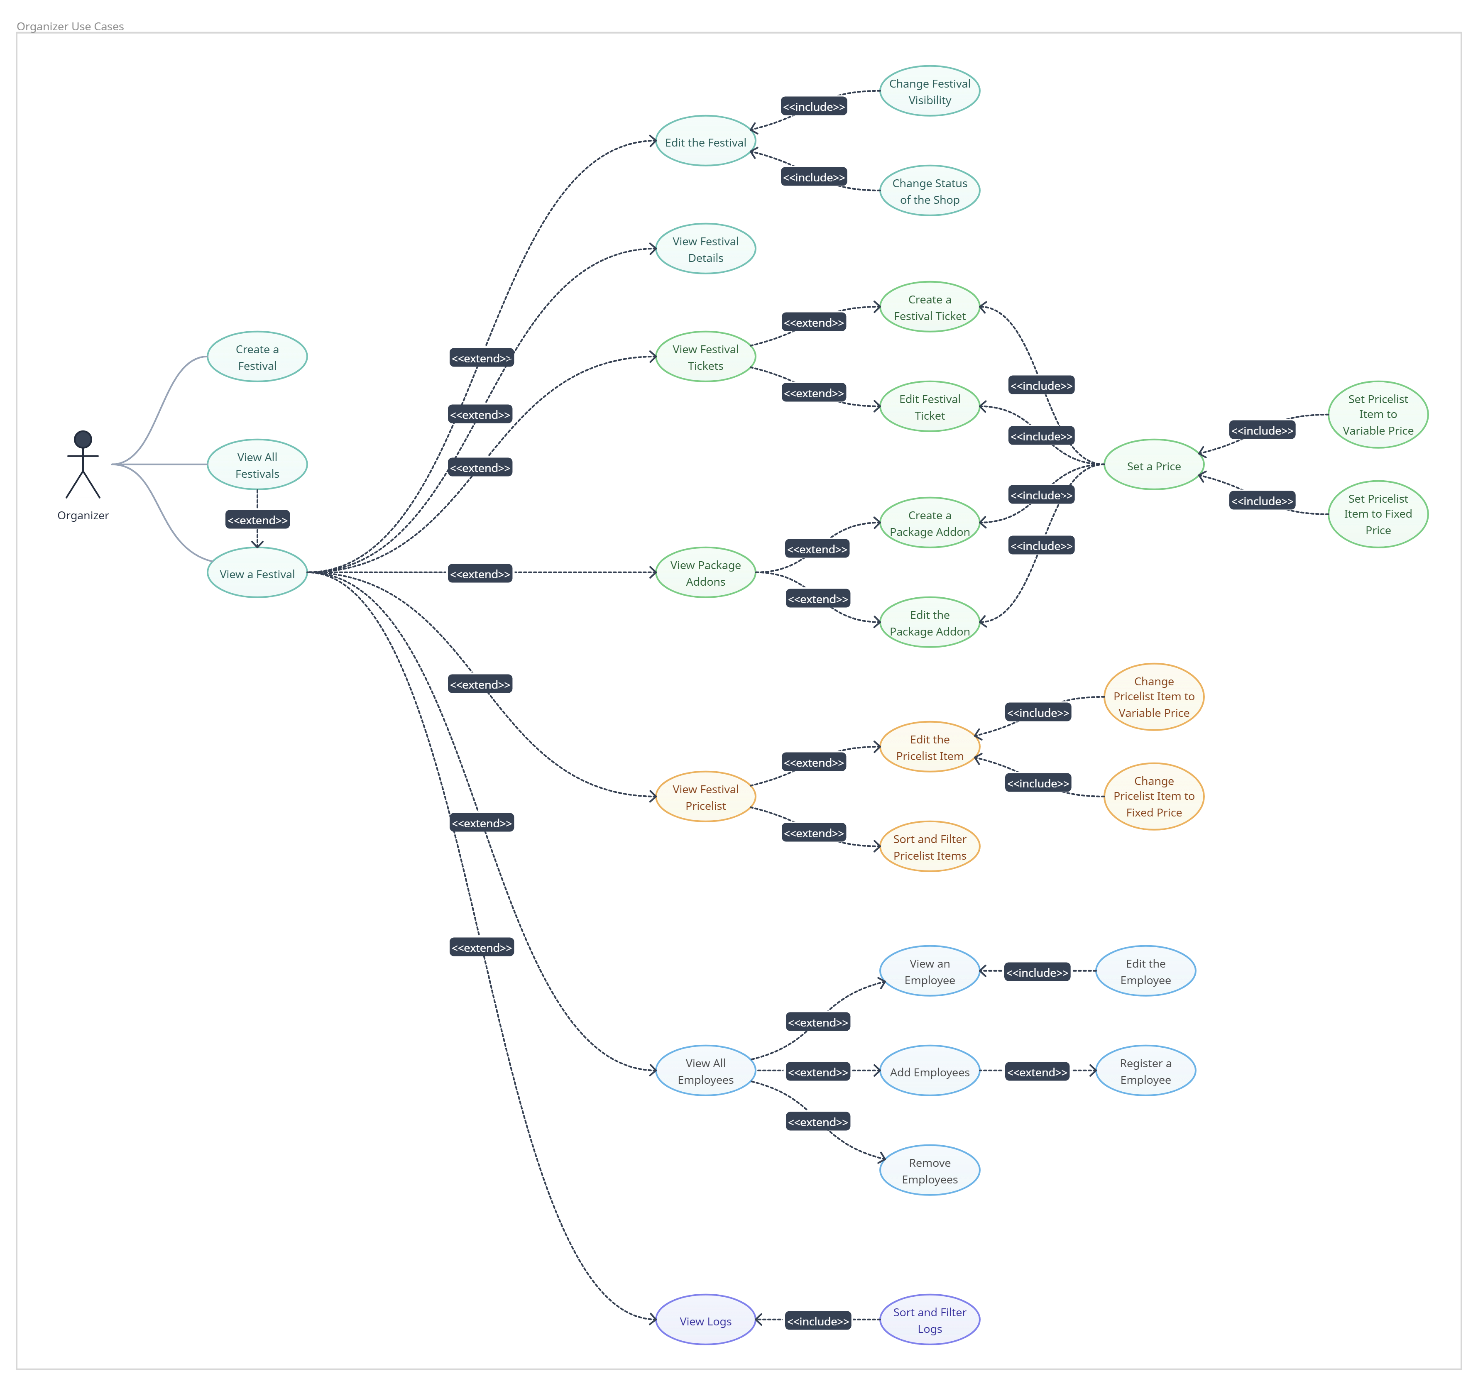 Organizer Use Cases
Change Festival
Visibility
<<include>>
Edit the Festival
<<include>>
Change Status
of the Shop
View Festival
Details
Create a
Festival Ticket
<<extend>>
View Festival
Tickets
<<extend>>
Edit Festival
Ticket
Create a
Festival
<<extend>>
<<extend>>
<<extend>>
<<include>>
<<include>>
<<include>>
<<include>>
Set a Price
<<include>>
Set Pricelist
Item to
Variable Price
<<include>>
Set Pricelist
Item to Fixed
Price
View All
Festivals
Organizer
<<extend>>
View a Festival
<<extend>>
View Package
Addons
<<extend>>
Create a
Package Addon
<<extend>>
Edit the
Package Addon
<<extend>>
Change
Pricelist Item to
Variable Price
<<include>>
Edit the
Pricelist Item
<<extend>>
<<include>>
Change
Pricelist Item to
Fixed Price
View Festival
Pricelist
<<extend>>
<<extend>>
Sort and Filter
Pricelist Items
<<extend>>
View an
Employee
<<include>>
Edit the
Employee
<<extend>>
View All
Employees
<<extend>>
Add Employees
<<extend>>
Register a
Employee
<<extend>>
Remove
Employees
View Logs
<<include>>
Sort and Filter
Logs